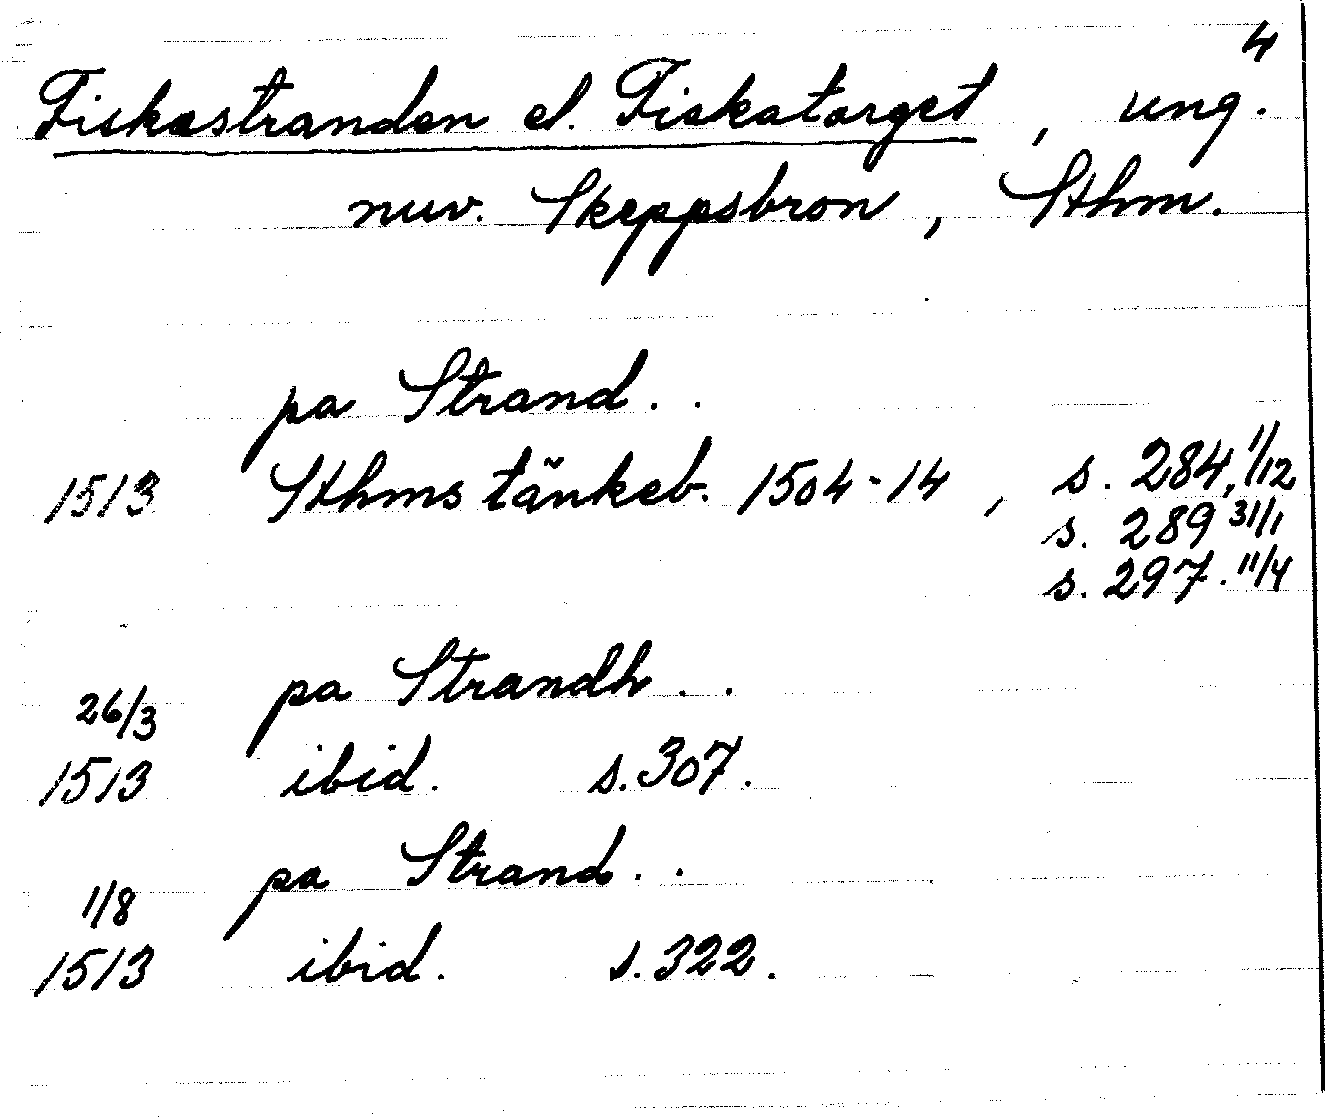 4
Fiskastranden el. Fiskatorget, ung.
nuv. Skeppsbron, Sthm.
pa Strand . .
1513 Sthms tänkeb. 1504-14, s. 284, 1/12
s. 289 31/1
s. 297. 11/4
26/3 pa Strandh . .
1513 ibid. s. 307.
1/8 pa Strand . .
1513 ibid. s. 322.